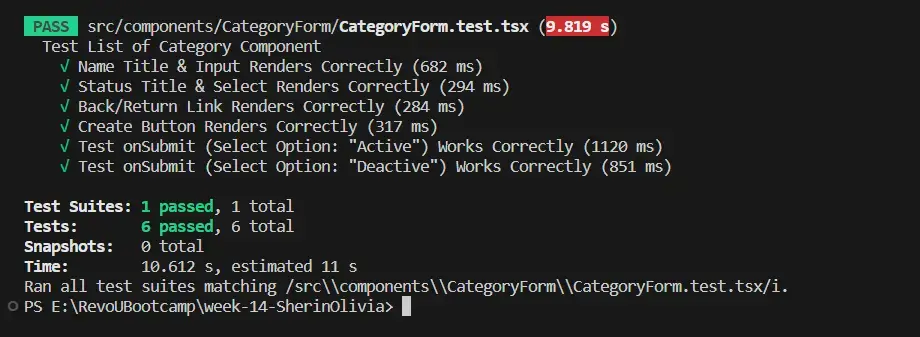 PASS src/components/CategoryForm/CategoryForm.test.tsx (9.819 s)
Test List of Category Component
√ Name Title & Input Renders Correctly (682 ms)
√ Status Title & Select Renders Correctly (294 ms)
√ Back/Return Link Renders Correctly (284 ms)
√ Create Button Renders Correctly (317 ms)
√ Test onSubmit (Select Option: "Active") Works Correctly (1120 ms)
√ Test onSubmit (Select Option: "Deactive") Works Correctly (851 ms)
Test Suites: 1 passed, 1 total
Tests: 6 passed, 6 total
Snapshots: 0 total
Time: 10.612 s, estimated 11 s
Ran all test suites matching /src\\components\\CategoryForm\\CategoryForm.test.tsx/i.
PS E:\RevoUBootcamp\week-14-SherinOlivia>